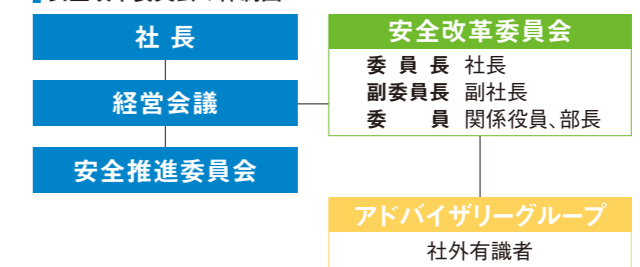 社 長
経営会議
安全推進委員会
安全改革委員会
委 員 長 社長
副委員長 副社長
委 員 関係役員、部長
アドバイザリーグループ
社外有識者